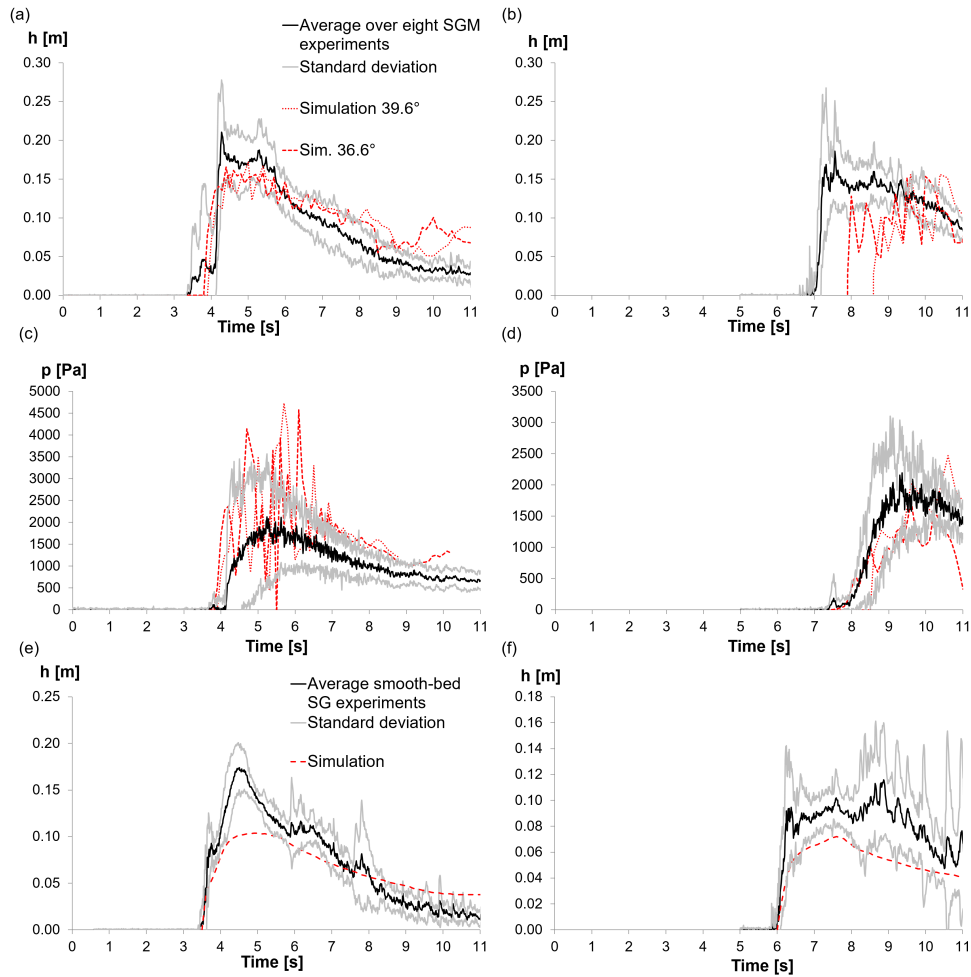 (a)
h [m]
Average over eight SGM
experiments
Standard deviation
Simulation 39.6°
Sim. 36.6°
0.30
0.25
0.20
0.15
0.10
0.05
0.00
0 1 2 3 4 5 6 7 8 9 10 11
Time [s]
(b)
h [m]
0.30
0.25
0.20
0.15
0.10
0.05
0.00
0 1 2 3 4 5 6 7 8 9 10 11
Time [s]
(c)
p [Pa]
5000
4500
4000
3500
3000
2500
2000
1500
1000
500
0
0 1 2 3 4 5 6 7 8 9 10 11
Time [s]
(d)
p [Pa]
3500
3000
2500
2000
1500
1000
500
0
0 1 2 3 4 5 6 7 8 9 10 11
Time [s]
(e)
h [m]
Average smooth-bed
SG experiments
Standard deviation
Simulation
0.25
0.20
0.15
0.10
0.05
0.00
0 1 2 3 4 5 6 7 8 9 10 11
Time [s]
(f)
h [m]
0.18
0.16
0.14
0.12
0.10
0.08
0.06
0.04
0.02
0.00
0 1 2 3 4 5 6 7 8 9 10 11
Time [s]